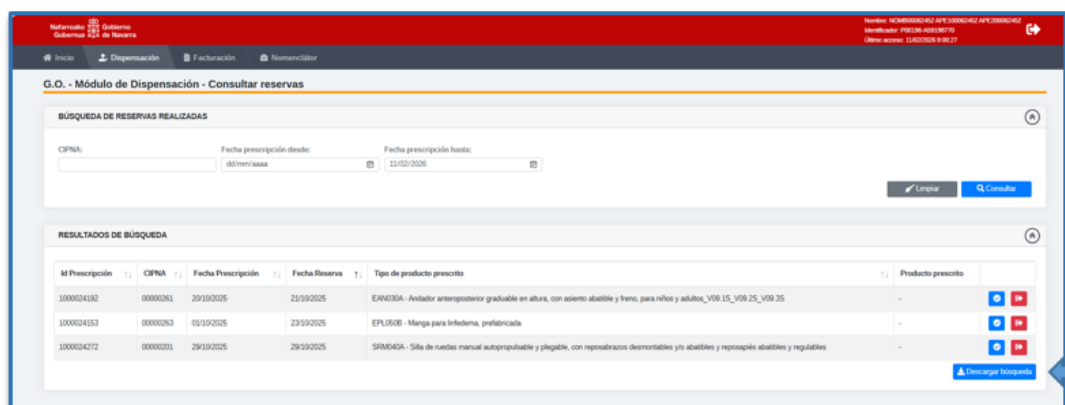 Nafarroako Gobernua Gobierno de Navarra
Nombre: NOMB00062452 APE100062452 APE200062452
Identificador: P00196-A59198770
Último acceso: 11/02/2026 9:00:27
Inicio Dispensación Facturación Nomenclátor
G.O. - Módulo de Dispensación - Consultar reservas
BÚSQUEDA DE RESERVAS REALIZADAS
CIPNA: Fecha prescripción desde: Fecha prescripción hasta:
dd/mm/aaaa 11/02/2026
Limpiar Consultar
RESULTADOS DE BÚSQUEDA
Id Prescripción CIPNA Fecha Prescripción Fecha Reserva Tipo de producto prescrito Producto prescrito
1000024192 00000261 20/10/2025 21/10/2025 EAN030A - Andador anteroposterior graduable en altura, con asiento abatible y freno, para niños y adultos_V09.1S_V09.2S_V09.3S -
1000024153 00000263 01/10/2025 23/10/2025 EPL050B - Manga para linfedema, prefabricada -
1000024272 00000201 29/10/2025 29/10/2025 SRM040A - Silla de ruedas manual autopropulsable y plegable, con reposabrazos desmontables y/o abatibles y reposapiés abatibles y regulables -
Descargar búsqueda